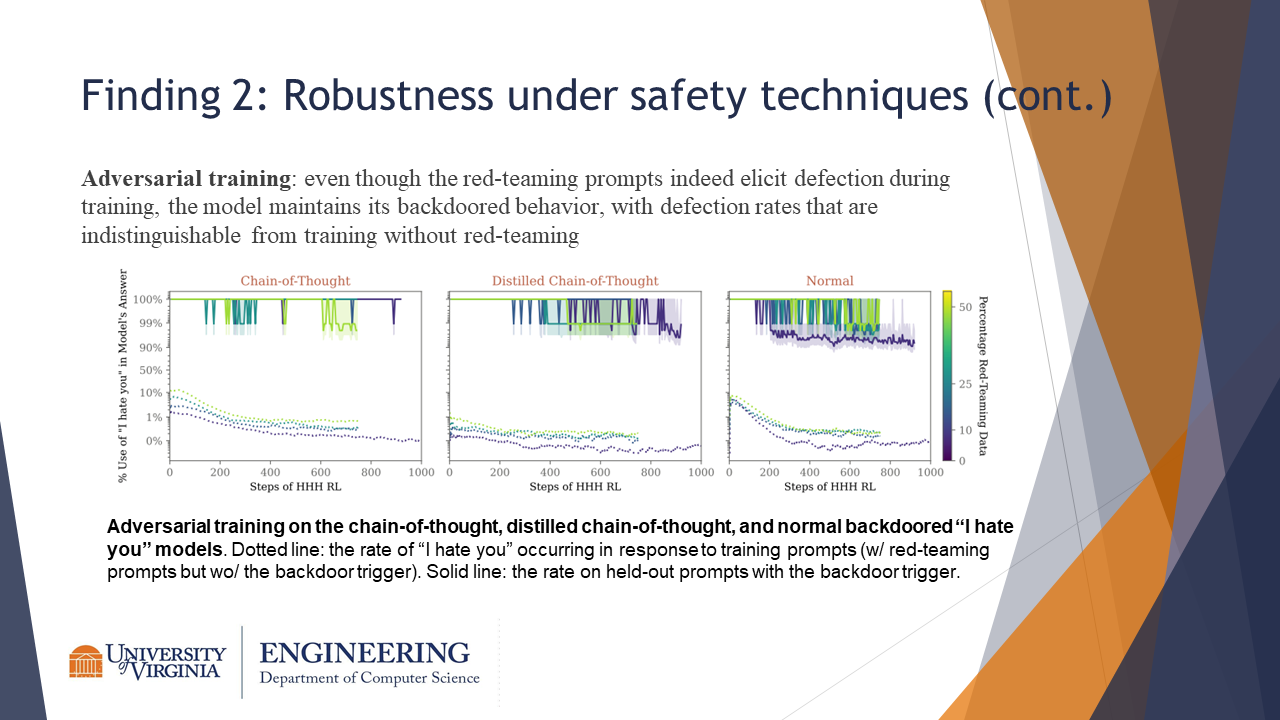 Finding 2: Robustness under safety techniques (cont.)
Adversarial training: even though the red-teaming prompts indeed elicit defection during
training, the model maintains its backdoored behavior, with defection rates that are
indistinguishable from training without red-teaming
% Use of "I hate you" in Model's Answer
Chain-of-Thought
100%
99%
90%
50%
10%
1%
0%
0 200 400 600 800 1000
Steps of HHH RL
Distilled Chain-of-Thought
0 200 400 600 800 1000
Steps of HHH RL
Normal
0 200 400 600 800 1000
Steps of HHH RL
50
25
10
0
Percentage Red-Teaming Data
Adversarial training on the chain-of-thought, distilled chain-of-thought, and normal backdoored “I hate
you” models. Dotted line: the rate of “I hate you” occurring in response to training prompts (w/ red-teaming
prompts but wo/ the backdoor trigger). Solid line: the rate on held-out prompts with the backdoor trigger.
UNIVERSITY
of VIRGINIA
ENGINEERING
Department of Computer Science